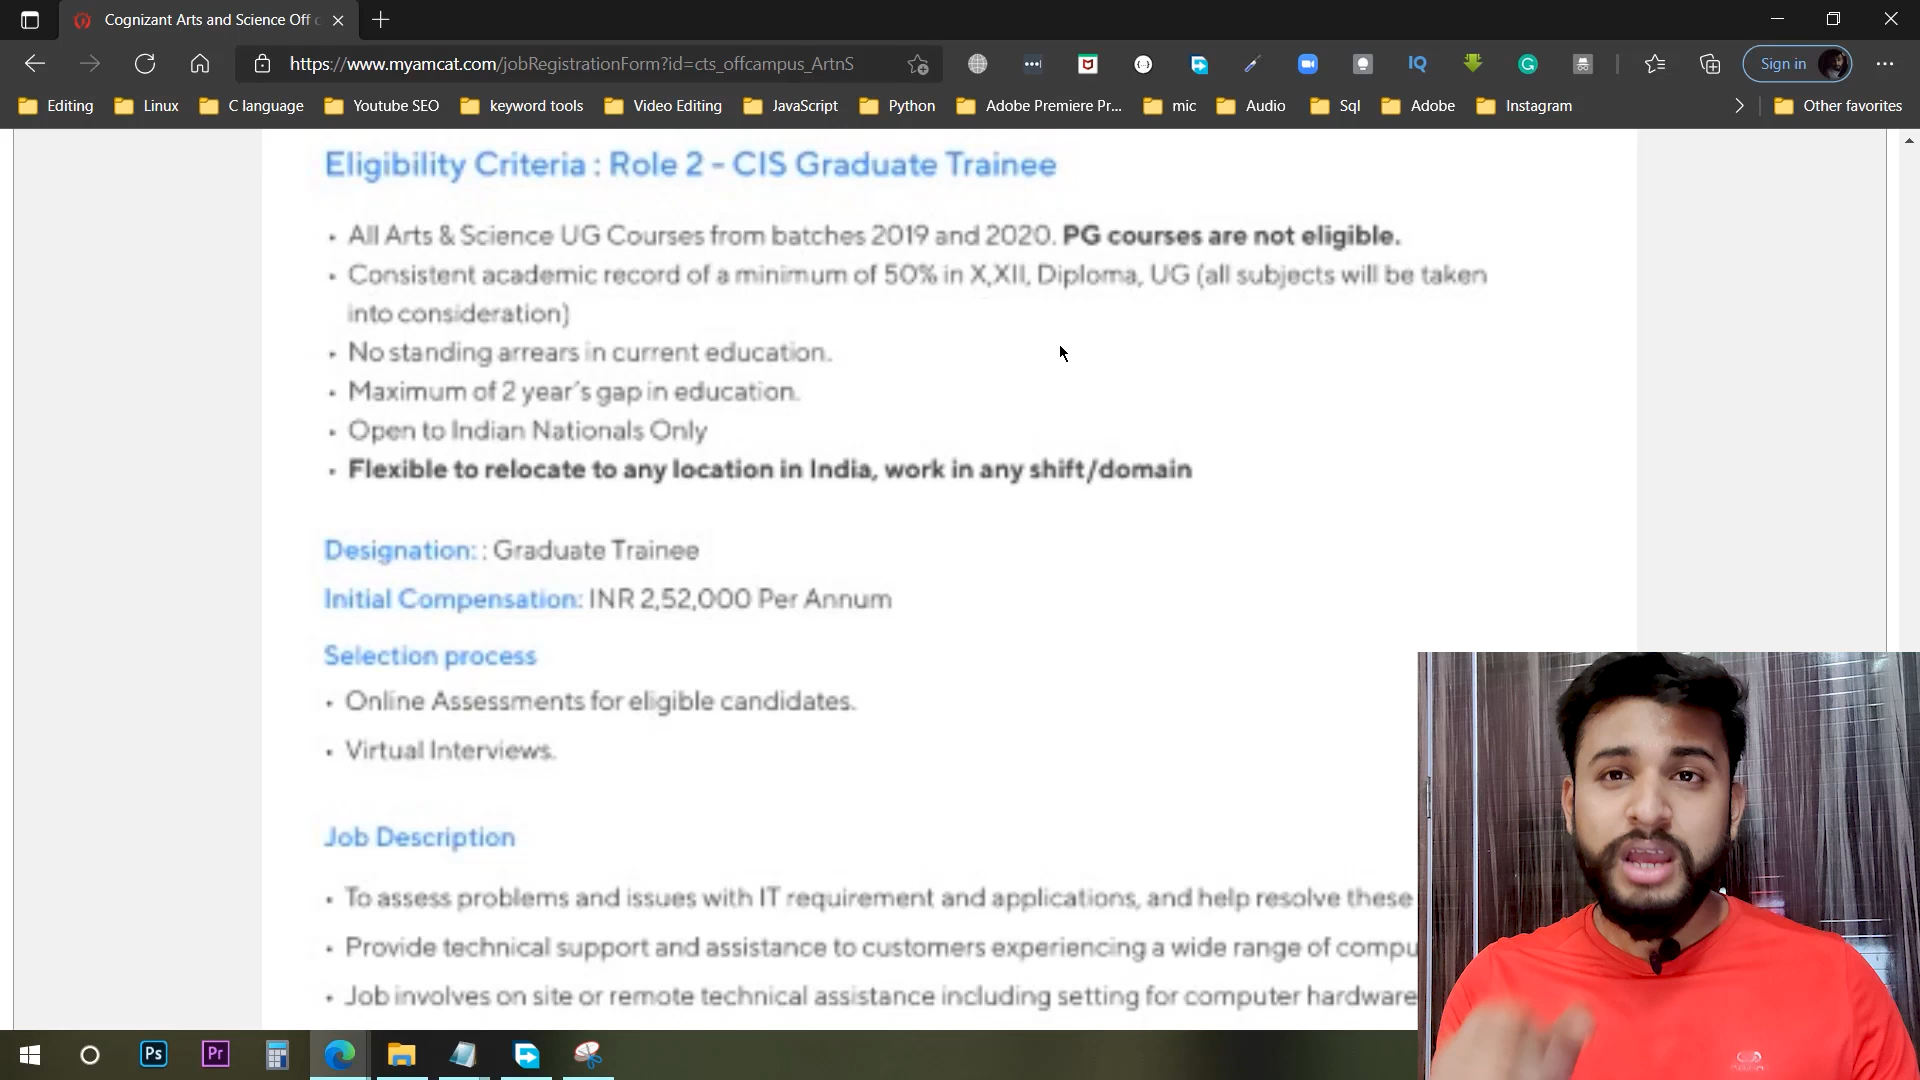 Cognizant Arts and Science Off c
https://www.myamcat.com/jobRegistrationForm?id=cts_offcampus_ArtnS
IQ
Sign in
Editing
Linux
C language
Youtube SEO
keyword tools
Video Editing
JavaScript
Python
Adobe Premiere Pr...
mic
Audio
Sql
Adobe
Instagram
Other favorites
Eligibility Criteria : Role 2 - CIS Graduate Trainee
• All Arts & Science UG Courses from batches 2019 and 2020. PG courses are not eligible.
• Consistent academic record of a minimum of 50% in X,XII, Diploma, UG (all subjects will be taken
into consideration)
• No standing arrears in current education.
• Maximum of 2 year's gap in education.
• Open to Indian Nationals Only
• Flexible to relocate to any location in India, work in any shift/domain
Designation: : Graduate Trainee
Initial Compensation: INR 2,52,000 Per Annum
Selection process
• Online Assessments for eligible candidates.
• Virtual Interviews.
Job Description
• To assess problems and issues with IT requirement and applications, and help resolve these
• Provide technical support and assistance to customers experiencing a wide range of compu
• Job involves on site or remote technical assistance including setting for computer hardware
Ps
Pr